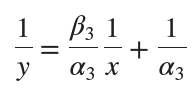 1/y = β₃/α₃ 1/x + 1/α₃